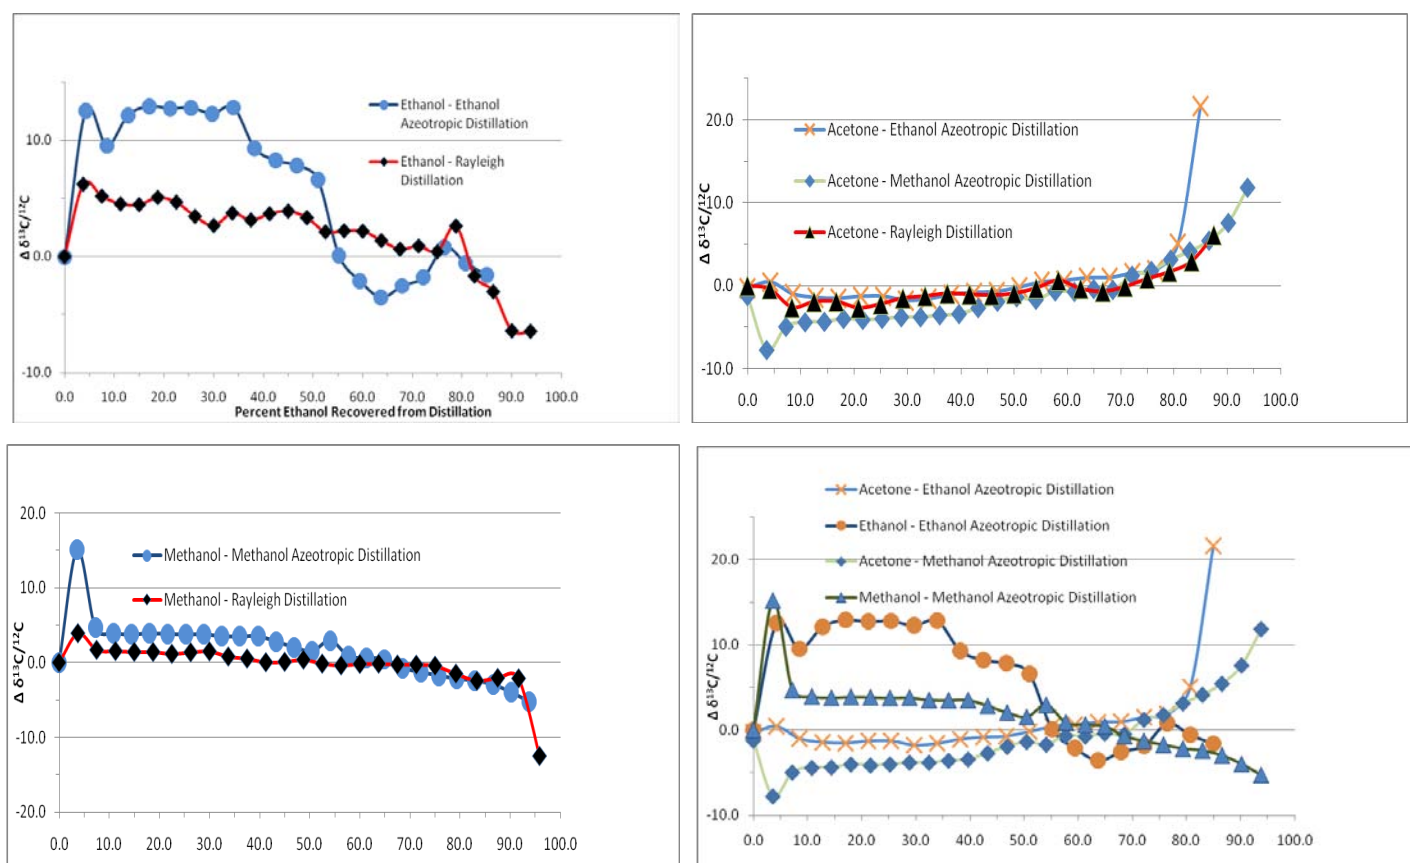 10.0
0.0
-10.0
Δ δ¹³C/¹²C
Ethanol - Ethanol
Azeotropic Distillation
Ethanol - Rayleigh
Distillation
0.0 10.0 20.0 30.0 40.0 50.0 60.0 70.0 80.0 90.0 100.0
Percent Ethanol Recovered from Distillation
20.0
10.0
0.0
-10.0
Δ δ¹³C/¹²C
Acetone - Ethanol Azeotropic Distillation
Acetone - Methanol Azeotropic Distillation
Acetone - Rayleigh Distillation
0.0 10.0 20.0 30.0 40.0 50.0 60.0 70.0 80.0 90.0 100.0
20.0
10.0
0.0
-10.0
-20.0
Δ δ¹³C/¹²C
Methanol - Methanol Azeotropic Distillation
Methanol - Rayleigh Distillation
0.0 10.0 20.0 30.0 40.0 50.0 60.0 70.0 80.0 90.0 100.0
Acetone - Ethanol Azeotropic Distillation
Ethanol - Ethanol Azeotropic Distillation
Acetone - Methanol Azeotropic Distillation
Methanol - Methanol Azeotropic Distillation
20.0
10.0
0.0
-10.0
Δ δ¹³C/¹²C
0.0 10.0 20.0 30.0 40.0 50.0 60.0 70.0 80.0 90.0 100.0